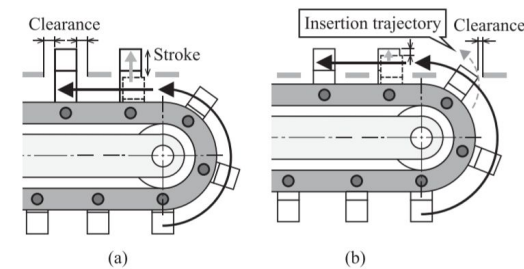 Clearance
Stroke
Insertion trajectory
Clearance
(a)
(b)